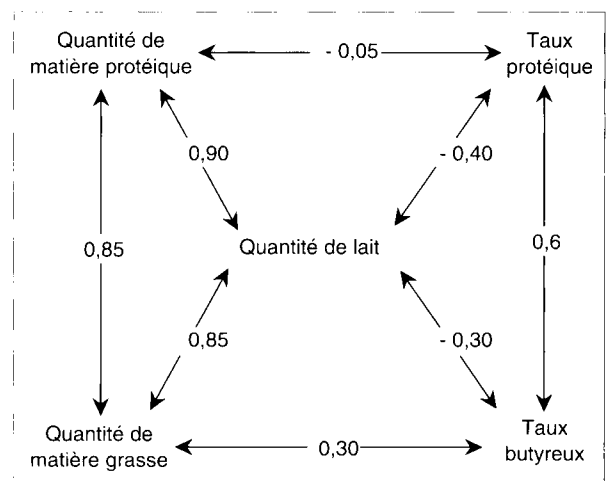 Quantité de
matière protéique
- 0,05
Taux
protéique
0,90
- 0,40
0,85
Quantité de lait
0,6
0,85
- 0,30
Quantité de
matière grasse
0,30
Taux
butyreux